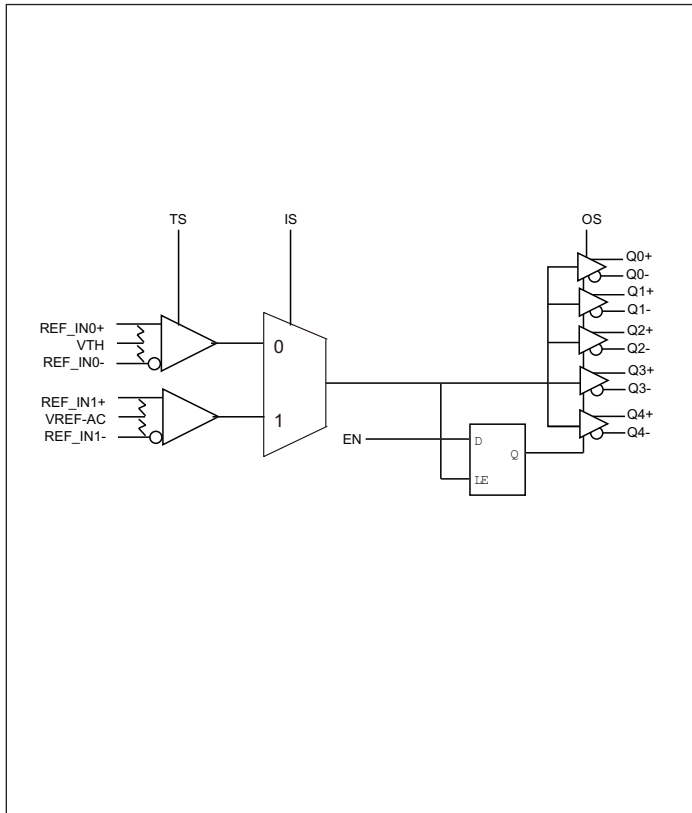 TS
IS
OS
REF_IN0+
VTH
REF_IN0-
REF_IN1+
VREF-AC
REF_IN1-
0
1
EN
D
Q
LE
Q0+
Q0-
Q1+
Q1-
Q2+
Q2-
Q3+
Q3-
Q4+
Q4-